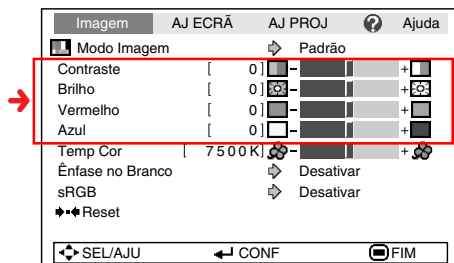 Imagem AJ ECRÃ AJ PROJ ? Ajuda
Modo Imagem Padrão
Contraste [ 0 ] - +
Brilho [ 0 ] - +
Vermelho [ 0 ] - +
Azul [ 0 ] - +
Temp Cor [ 7500K] - +
Ênfase no Branco Desativar
sRGB Desativar
Reset
SEL/AJU CONF FIM